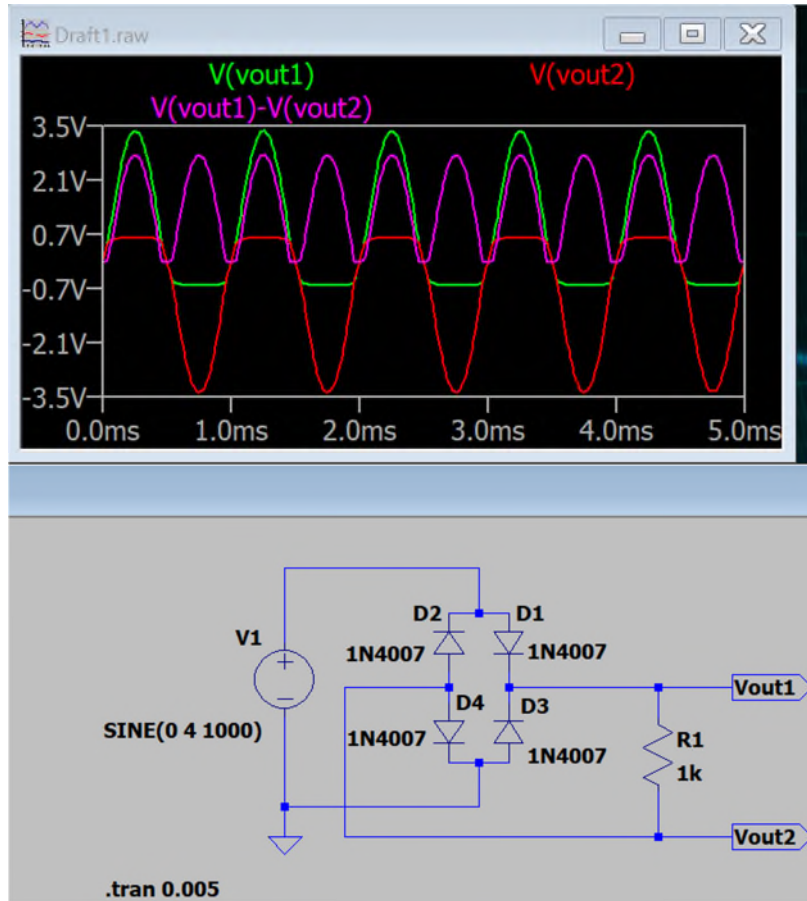 Draft1.raw
V(vout1) V(vout2)
V(vout1)-V(vout2)
3.5V
2.1V
0.7V
-0.7V
-2.1V
-3.5V
0.0ms 1.0ms 2.0ms 3.0ms 4.0ms 5.0ms
D2 D1
V1
1N4007 1N4007
Vout1
D4 D3
SINE(0 4 1000)
1N4007 1N4007
R1
1k
Vout2
.tran 0.005